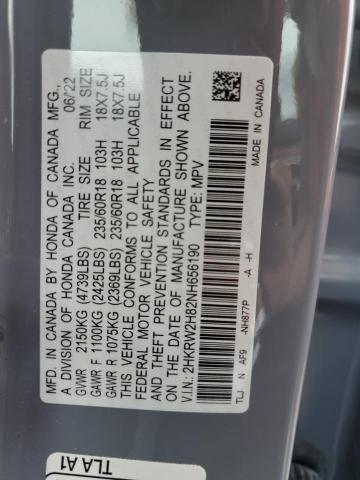 MFD. IN CANADA BY HONDA OF CANADA MFG.,
A DIVISION OF HONDA CANADA INC. 06/22
GVWR 2150KG (4739LBS) TIRE SIZE RIM SIZE
GAWR F 1100KG (2425LBS) 235/60R18 103H 18X7.5J
GAWR R 1075KG (2369LBS) 235/60R18 103H 18X7.5J
THIS VEHICLE CONFORMS TO ALL APPLICABLE
FEDERAL MOTOR VEHICLE SAFETY
AND THEFT PREVENTION STANDARDS IN EFFECT
ON THE DATE OF MANUFACTURE SHOWN ABOVE.
V.I.N.: 2HKRW2H82NH656190 TYPE: MPV
MADE IN CANADA
TLJ N AF9 -NH877P -A -H
TLA A1